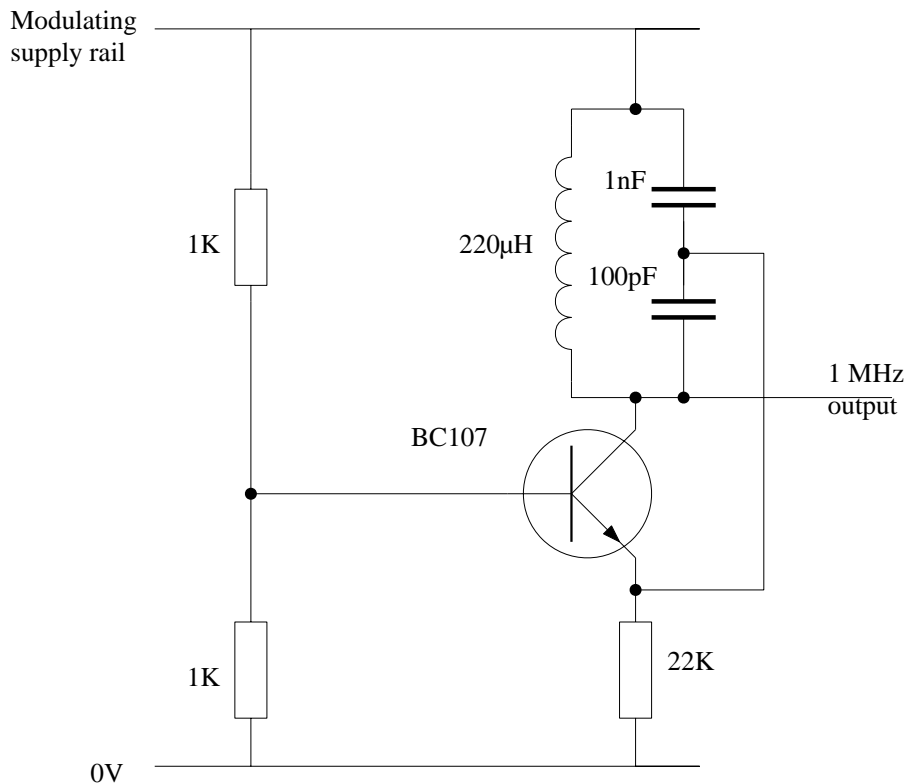 Modulating
supply rail
1nF
1K
220µH
100pF
1 MHz
output
BC107
1K
22K
0V